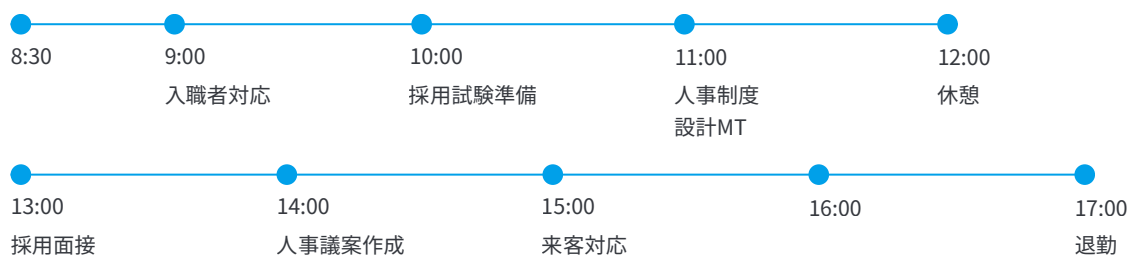 8:30 9:00 10:00 11:00 12:00
入職者対応 採用試験準備 人事制度 休憩
設計MT
13:00 14:00 15:00 16:00 17:00
採用面接 人事議案作成 来客対応 退勤